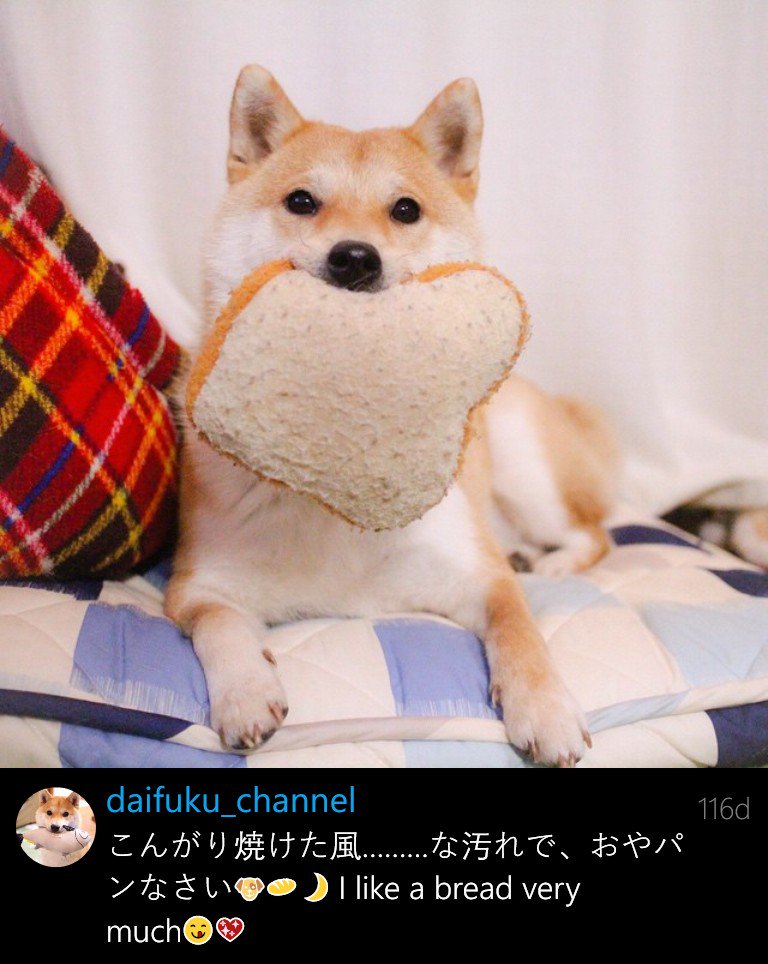 daifuku_channel
116d
こんがり焼けた風.........な汚れで、おやパ
ンなさい🐶🥖🌙 I like a bread very
much😋💖